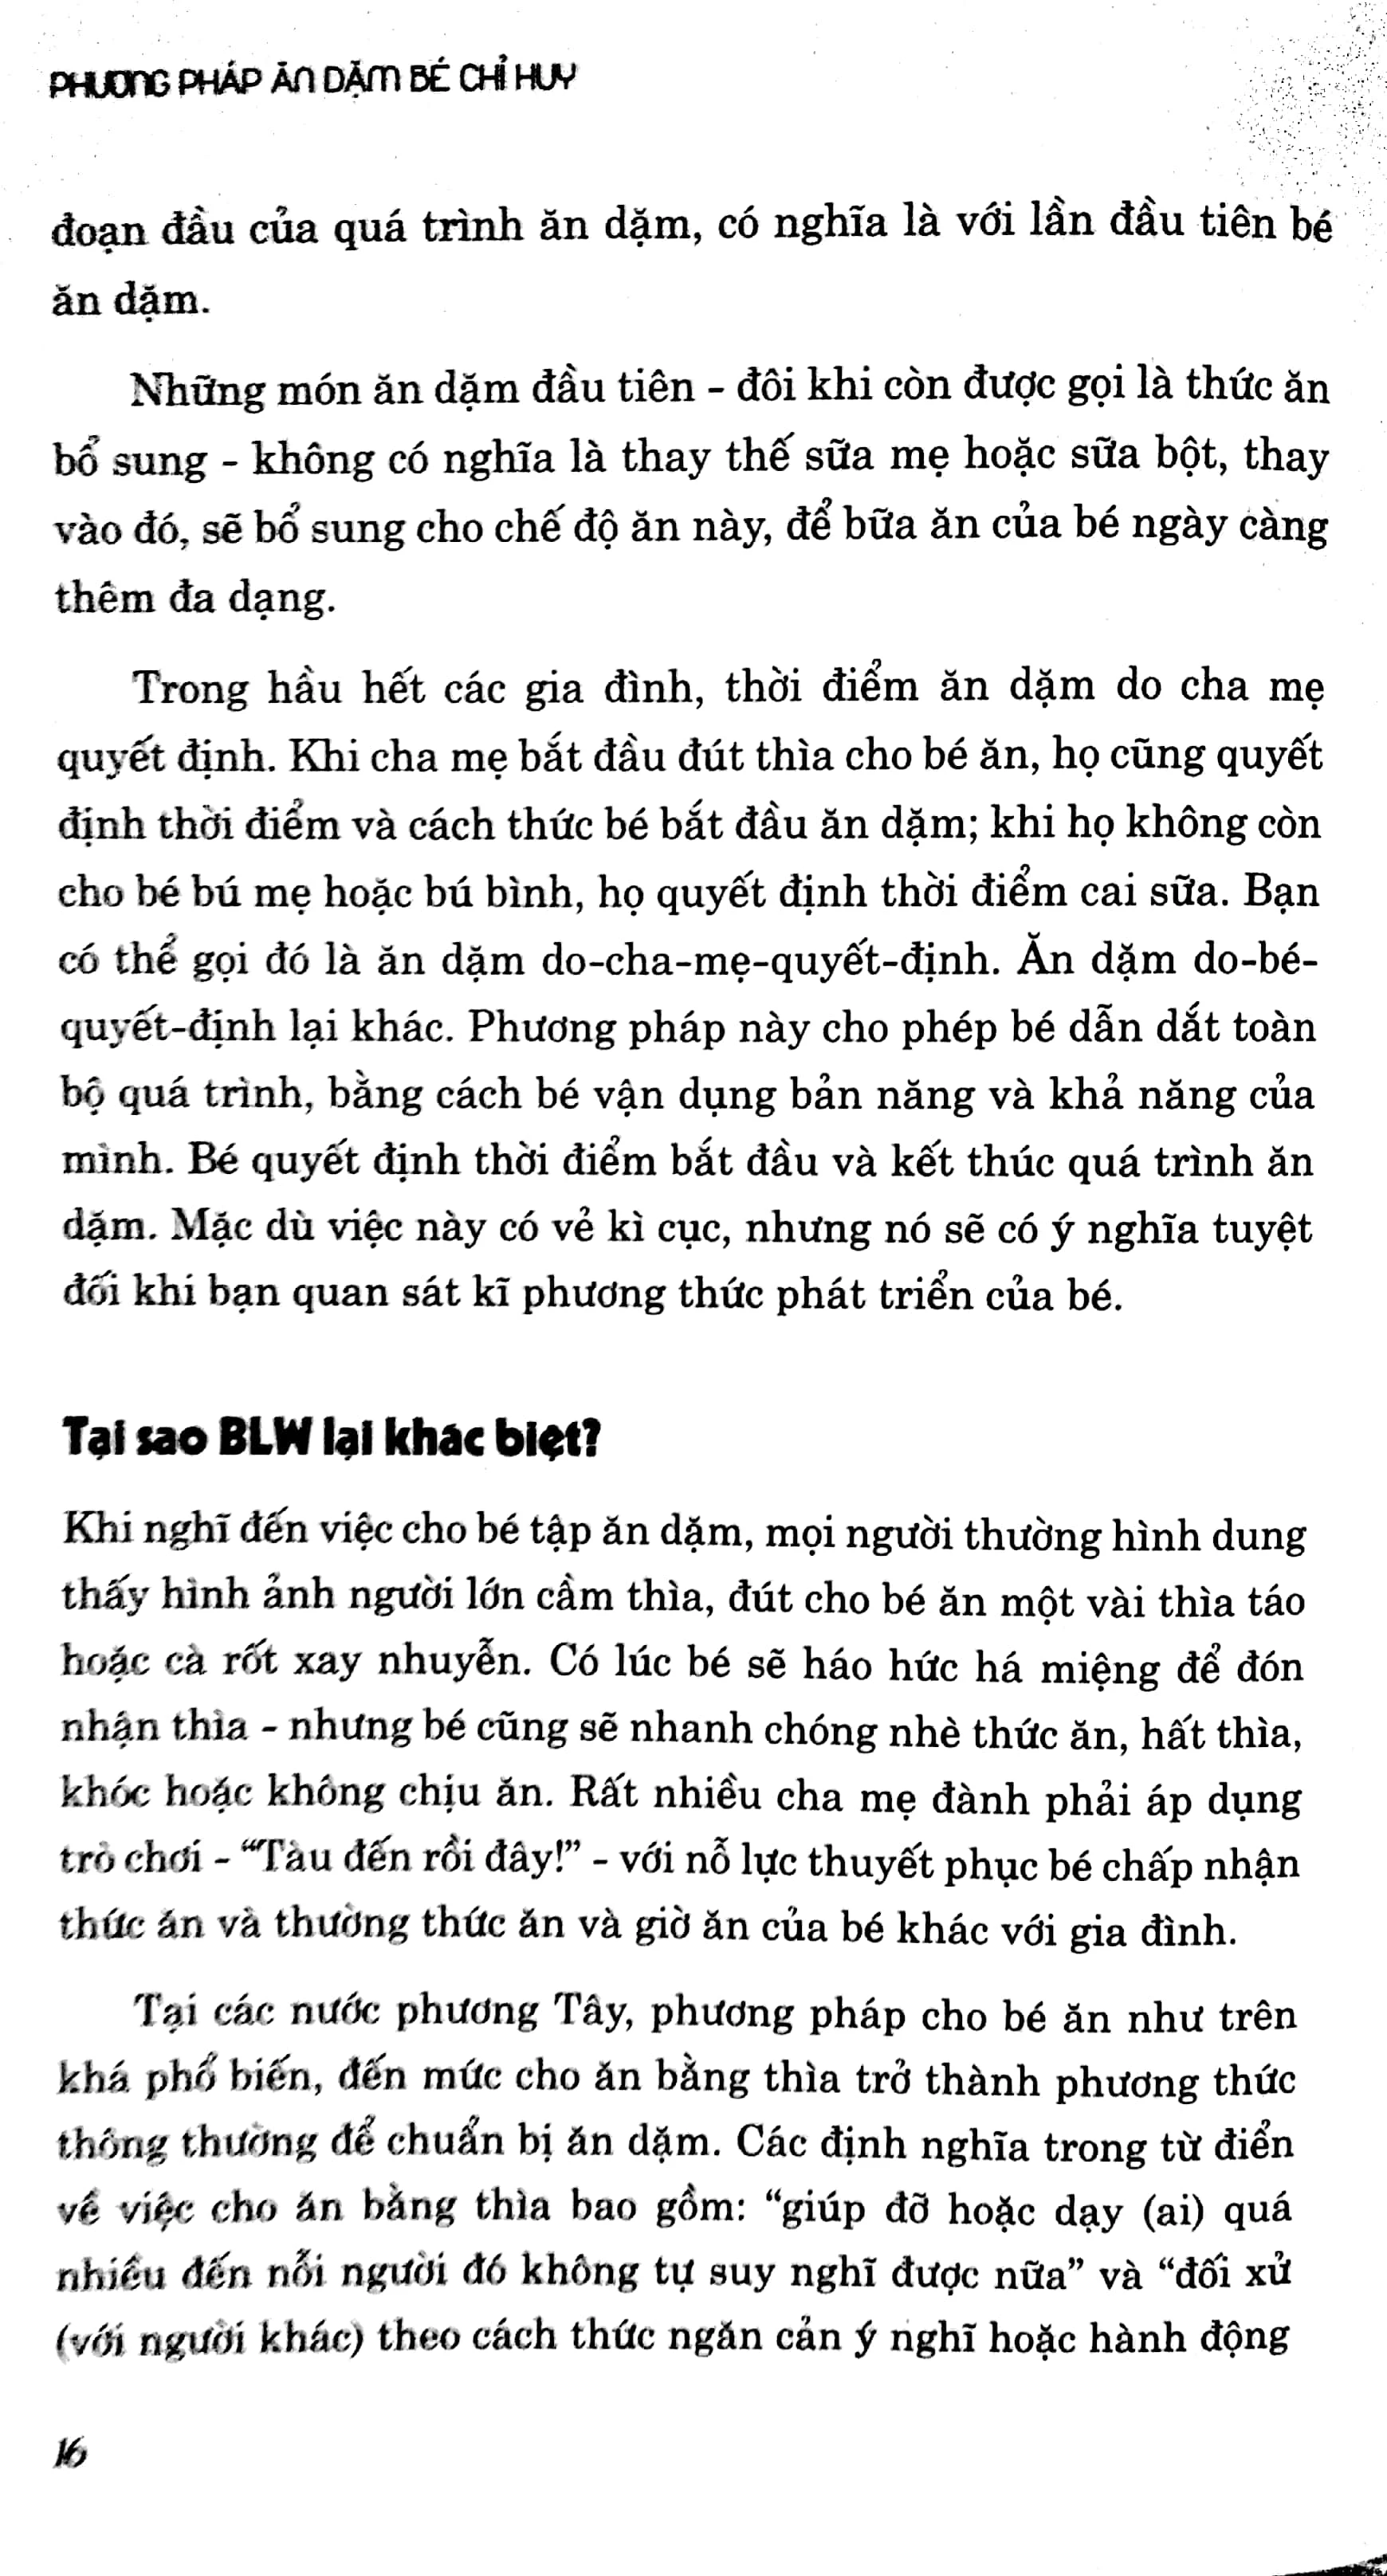 PHƯƠNG PHÁP ĂN DẶM BÉ CHỈ HUY
đoạn đầu của quá trình ăn dặm, có nghĩa là với lần đầu tiên bé
ăn dặm.
Những món ăn dặm đầu tiên - đôi khi còn được gọi là thức ăn
bổ sung - không có nghĩa là thay thế sữa mẹ hoặc sữa bột, thay
vào đó, sẽ bổ sung cho chế độ ăn này, để bữa ăn của bé ngày càng
thêm đa dạng.
Trong hầu hết các gia đình, thời điểm ăn dặm do cha mẹ
quyết định. Khi cha mẹ bắt đầu đút thìa cho bé ăn, họ cũng quyết
định thời điểm và cách thức bé bắt đầu ăn dặm; khi họ không còn
cho bé bú mẹ hoặc bú bình, họ quyết định thời điểm cai sữa. Bạn
có thể gọi đó là ăn dặm do-cha-mẹ-quyết-định. Ăn dặm do-bé-
quyết-định lại khác. Phương pháp này cho phép bé dẫn dắt toàn
bộ quá trình, bằng cách bé vận dụng bản năng và khả năng của
mình. Bé quyết định thời điểm bắt đầu và kết thúc quá trình ăn
dặm. Mặc dù việc này có vẻ kì cục, nhưng nó sẽ có ý nghĩa tuyệt
đối khi bạn quan sát kĩ phương thức phát triển của bé.
Tại sao BLW lại khác biệt?
Khi nghĩ đến việc cho bé tập ăn dặm, mọi người thường hình dung
thấy hình ảnh người lớn cầm thìa, đút cho bé ăn một vài thìa táo
hoặc cà rốt xay nhuyễn. Có lúc bé sẽ háo hức há miệng để đón
nhận thìa - nhưng bé cũng sẽ nhanh chóng nhè thức ăn, hất thìa,
khóc hoặc không chịu ăn. Rất nhiều cha mẹ đành phải áp dụng
trò chơi - “Tàu đến rồi đây!” - với nỗ lực thuyết phục bé chấp nhận
thức ăn và thường thức ăn và giờ ăn của bé khác với gia đình.
Tại các nước phương Tây, phương pháp cho bé ăn như trên
khá phổ biến, đến mức cho ăn bằng thìa trở thành phương thức
thông thường để chuẩn bị ăn dặm. Các định nghĩa trong từ điển
về việc cho ăn bằng thìa bao gồm: “giúp đỡ hoặc dạy (ai) quá
nhiều đến nỗi người đó không tự suy nghĩ được nữa” và “đối xử
(với người khác) theo cách thức ngăn cản ý nghĩ hoặc hành động
16